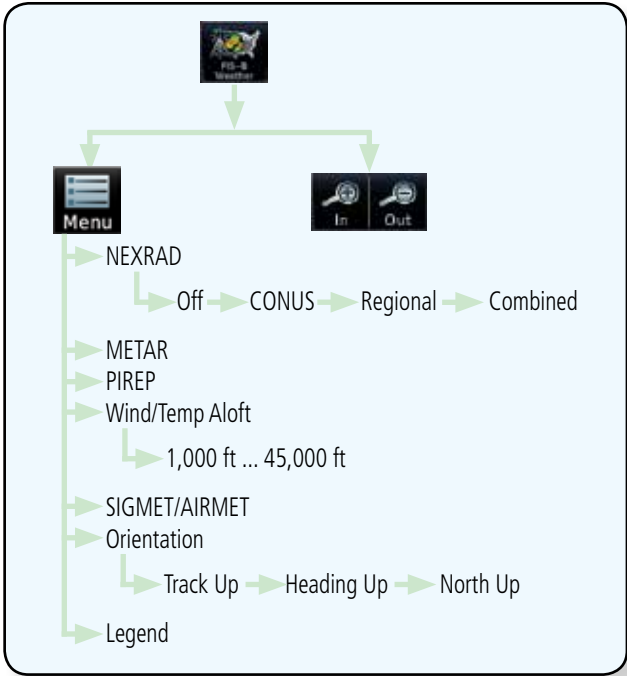 FIS-B
Weather
Menu
In Out
NEXRAD
Off CONUS Regional Combined
METAR
PIREP
Wind/Temp Aloft
1,000 ft ... 45,000 ft
SIGMET/AIRMET
Orientation
Track Up Heading Up North Up
Legend